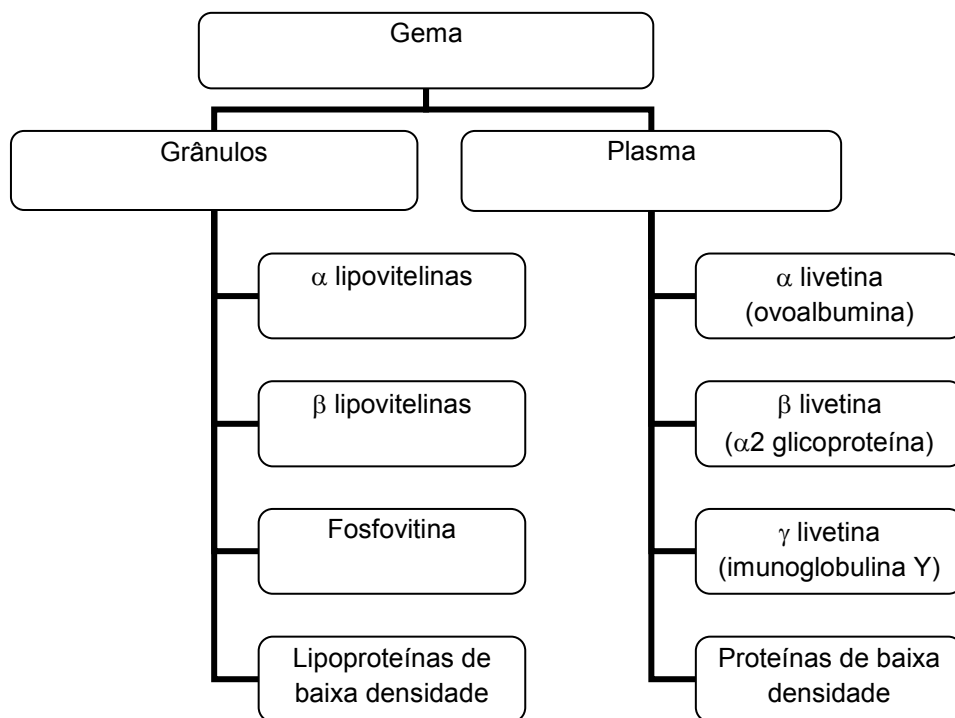 Gema
Grânulos
Plasma
α lipovitelinas
β lipovitelinas
Fosfovitina
Lipoproteínas de
baixa densidade
α livetina
(ovoalbumina)
β livetina
(α2 glicoproteína)
γ livetina
(imunoglobulina Y)
Proteínas de baixa
densidade